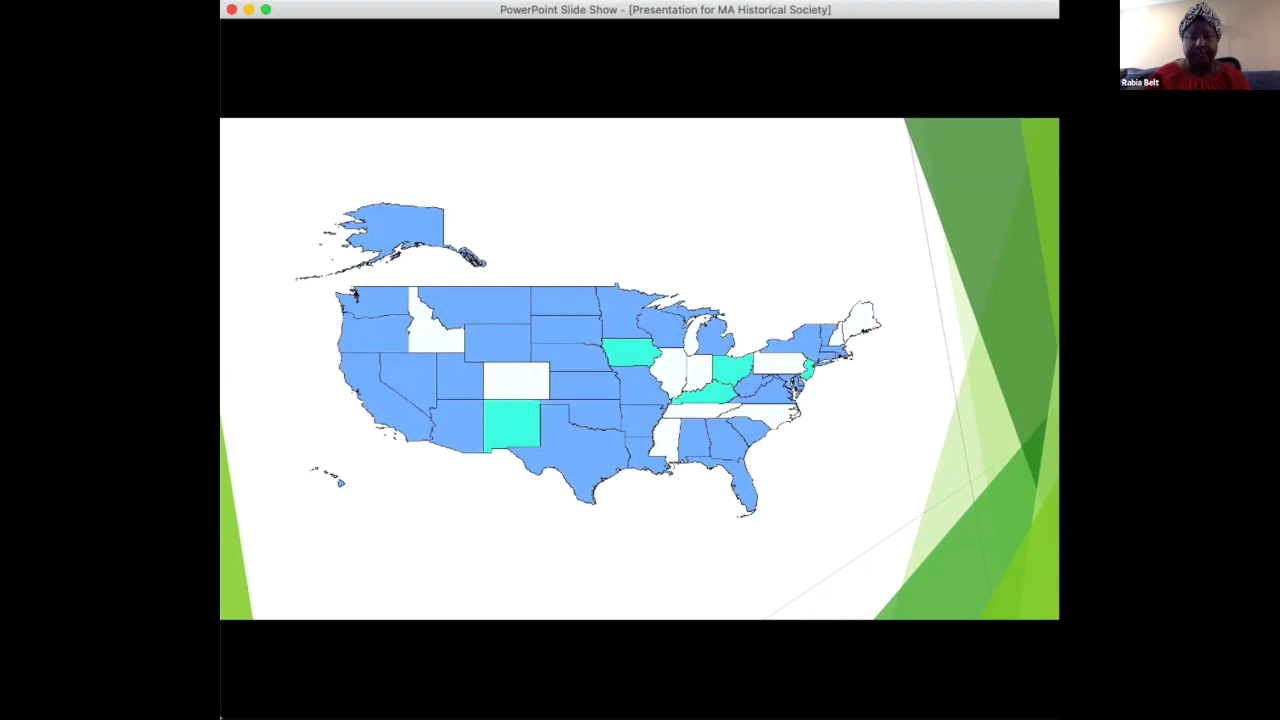 PowerPoint Slide Show - [Presentation for MA Historical Society]
Rabia Belt